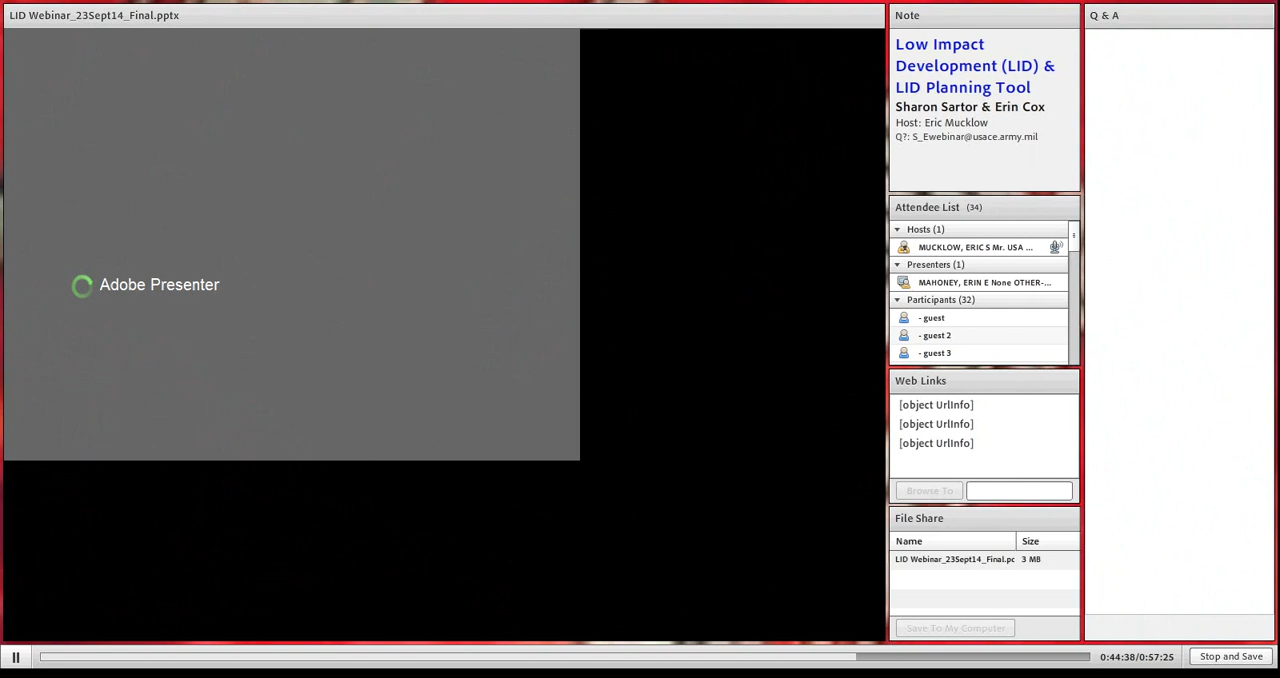 LID Webinar_23Sept14_Final.pptx
Adobe Presenter
Note
Low Impact
Development (LID) &
LID Planning Tool
Sharon Sartor & Erin Cox
Host: Eric Mucklow
Q?: S_Ewebinar@usace.army.mil
Attendee List (34)
Hosts (1)
MUCKLOW, ERIC S Mr. USA ...
Presenters (1)
MAHONEY, ERIN E None OTHER-...
Participants (32)
- guest
- guest 2
- guest 3
Web Links
[object UrlInfo]
[object UrlInfo]
[object UrlInfo]
Browse To
File Share
Name Size
LID Webinar_23Sept14_Final.pc 3 MB
Save To My Computer
Q & A
0:44:38/0:57:25
Stop and Save